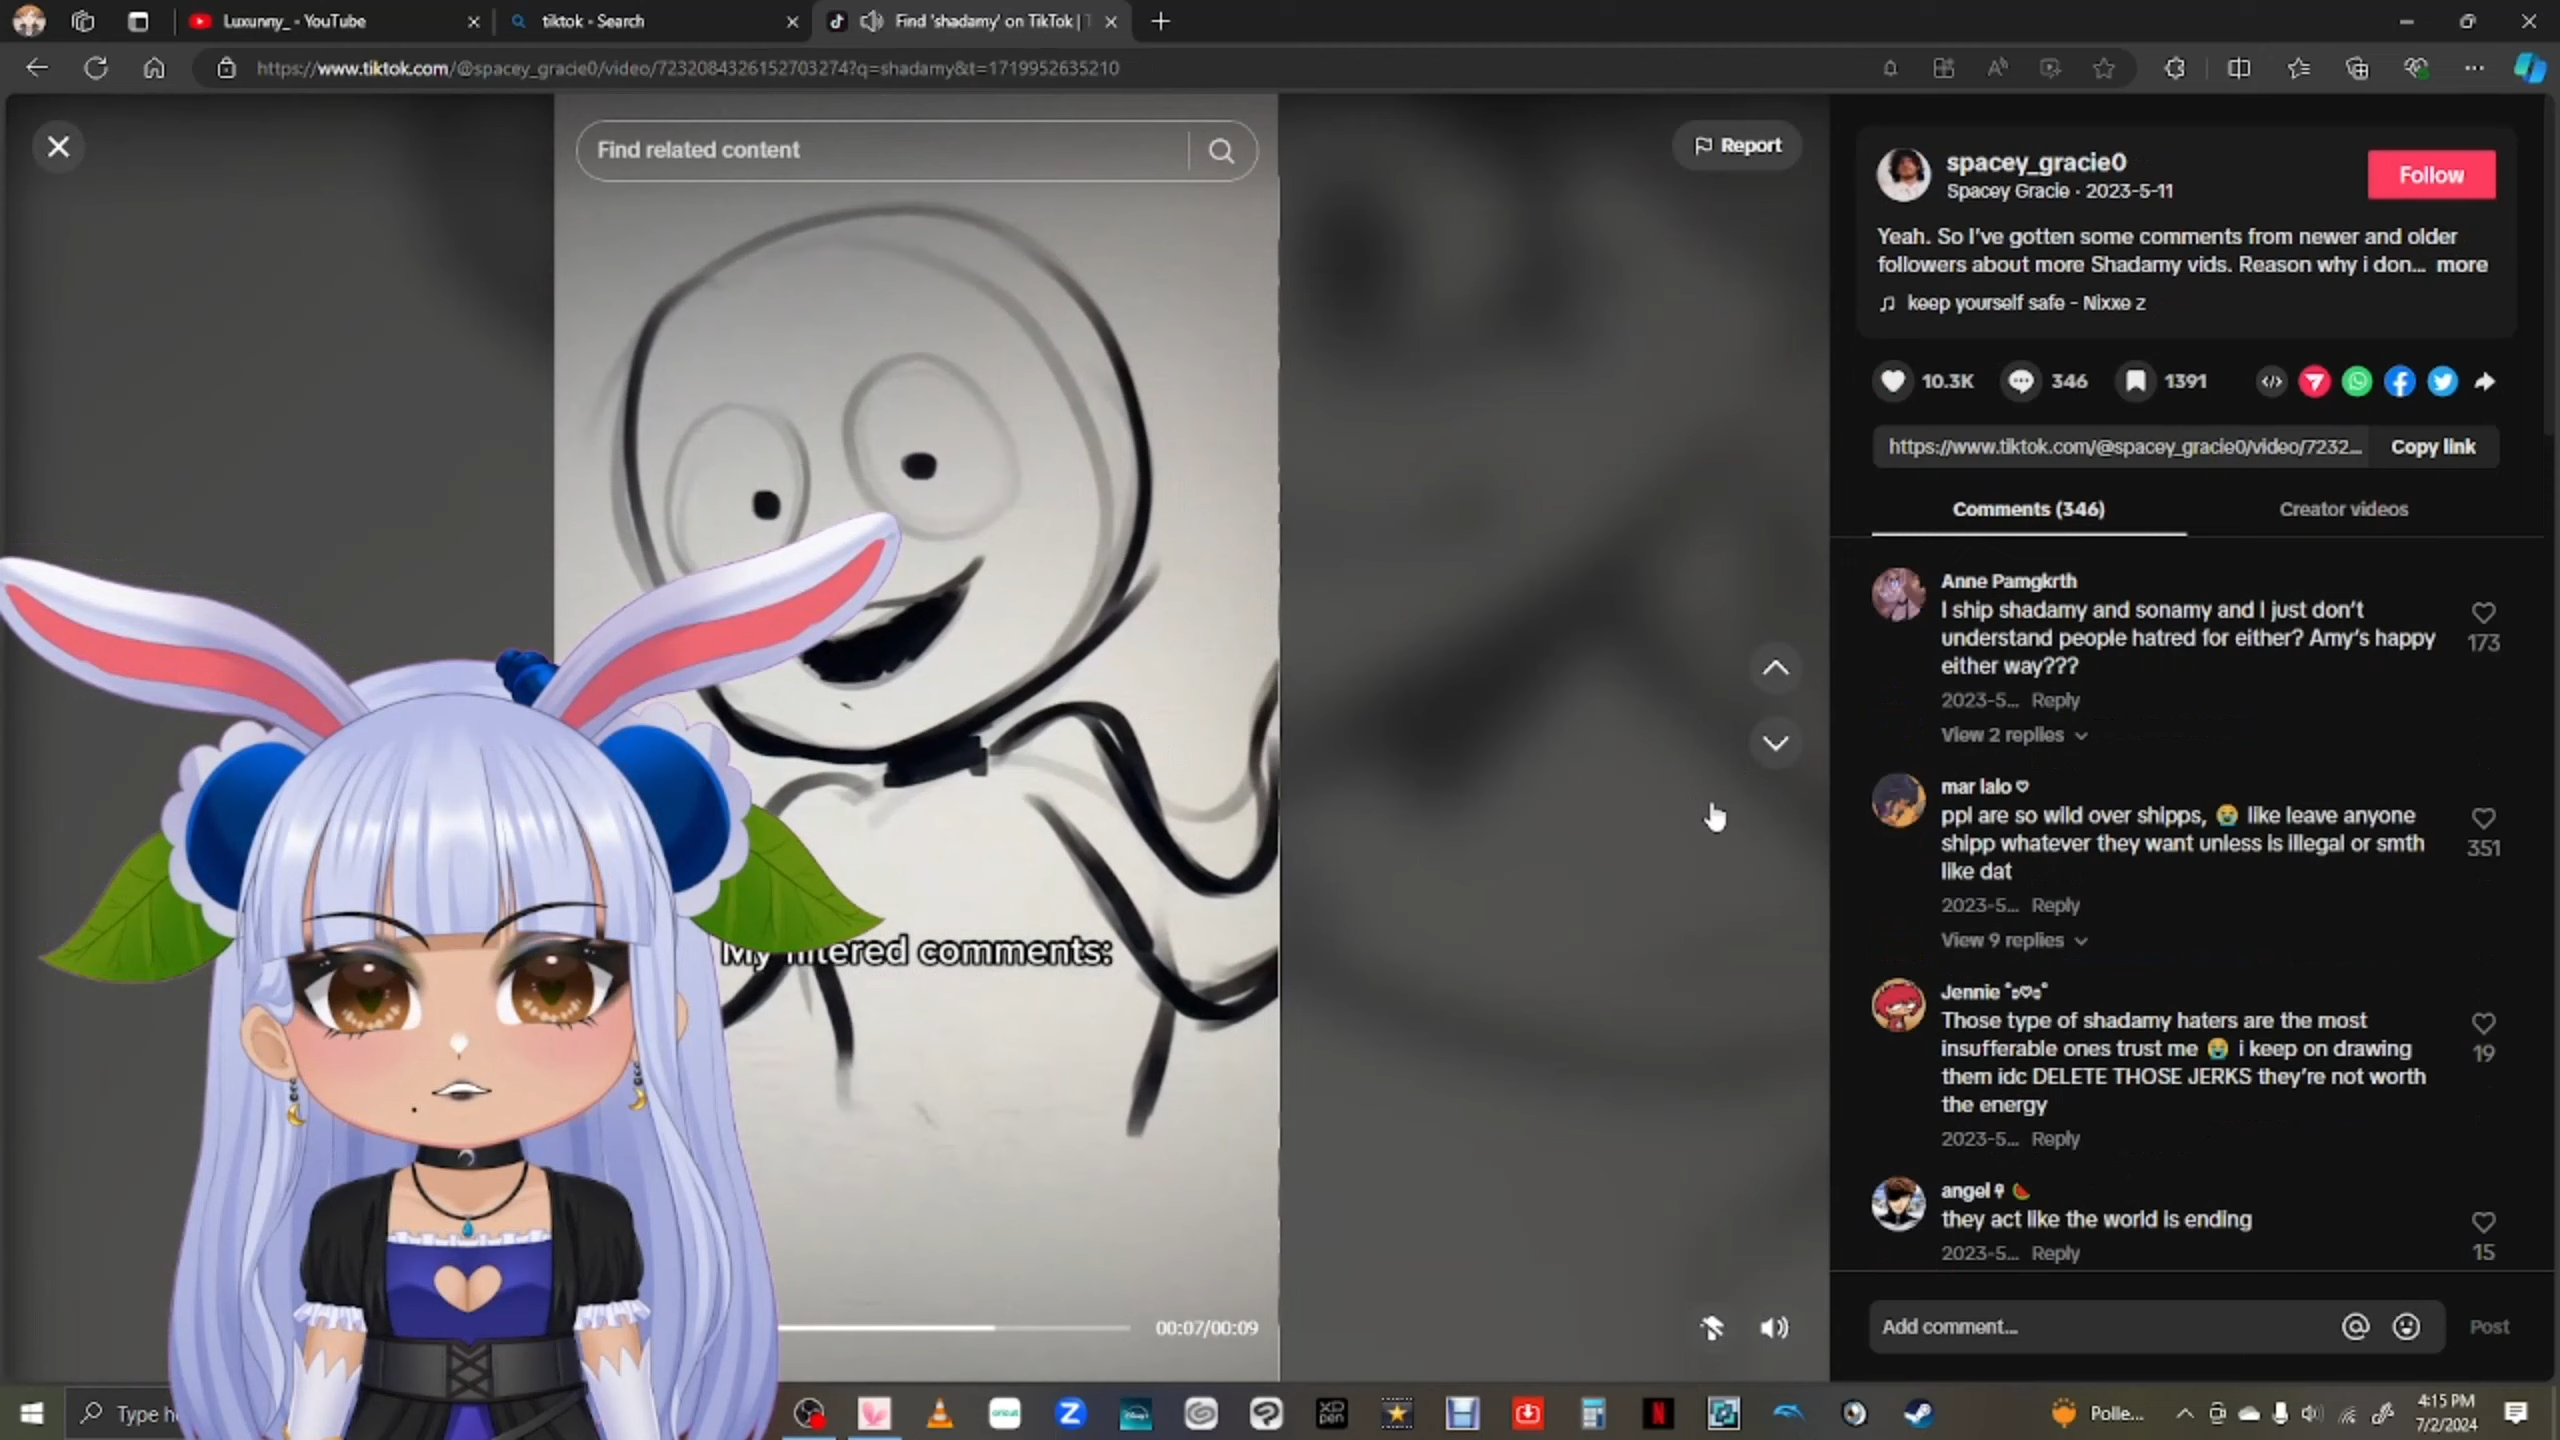 Luxunny_ - YouTube
tiktok - Search
Find 'shadamy' on TikTok |
https://www.tiktok.com/@spacey_gracie0/video/7232084326152703274?q=shadamy&t=1719952635210
Find related content
Report
My filtered comments:
00:07/00:09
spacey_gracie0
Spacey Gracie · 2023-5-11
Follow
Yeah. So I've gotten some comments from newer and older
followers about more Shadamy vids. Reason why i don... more
keep yourself safe - Nixxe z
10.3K
346
1391
https://www.tiktok.com/@spacey_gracie0/video/7232...
Copy link
Comments (346)
Creator videos
Anne Pamgkrth
I ship shadamy and sonamy and I just don't
understand people hatred for either? Amy's happy
either way???
173
2023-5... Reply
View 2 replies
mar lalo ♡
ppl are so wild over shipps, 😭 like leave anyone
shipp whatever they want unless is illegal or smth
like dat
351
2023-5... Reply
View 9 replies
Jennie
Those type of shadamy haters are the most
insufferable ones trust me 😭 i keep on drawing
them idc DELETE THOSE JERKS they're not worth
the energy
19
2023-5... Reply
angel 🍉
they act like the world is ending
15
2023-5... Reply
Add comment...
Post
Type
cricut
Disney+
XP
pen
Polle...
4:15 PM
7/2/2024